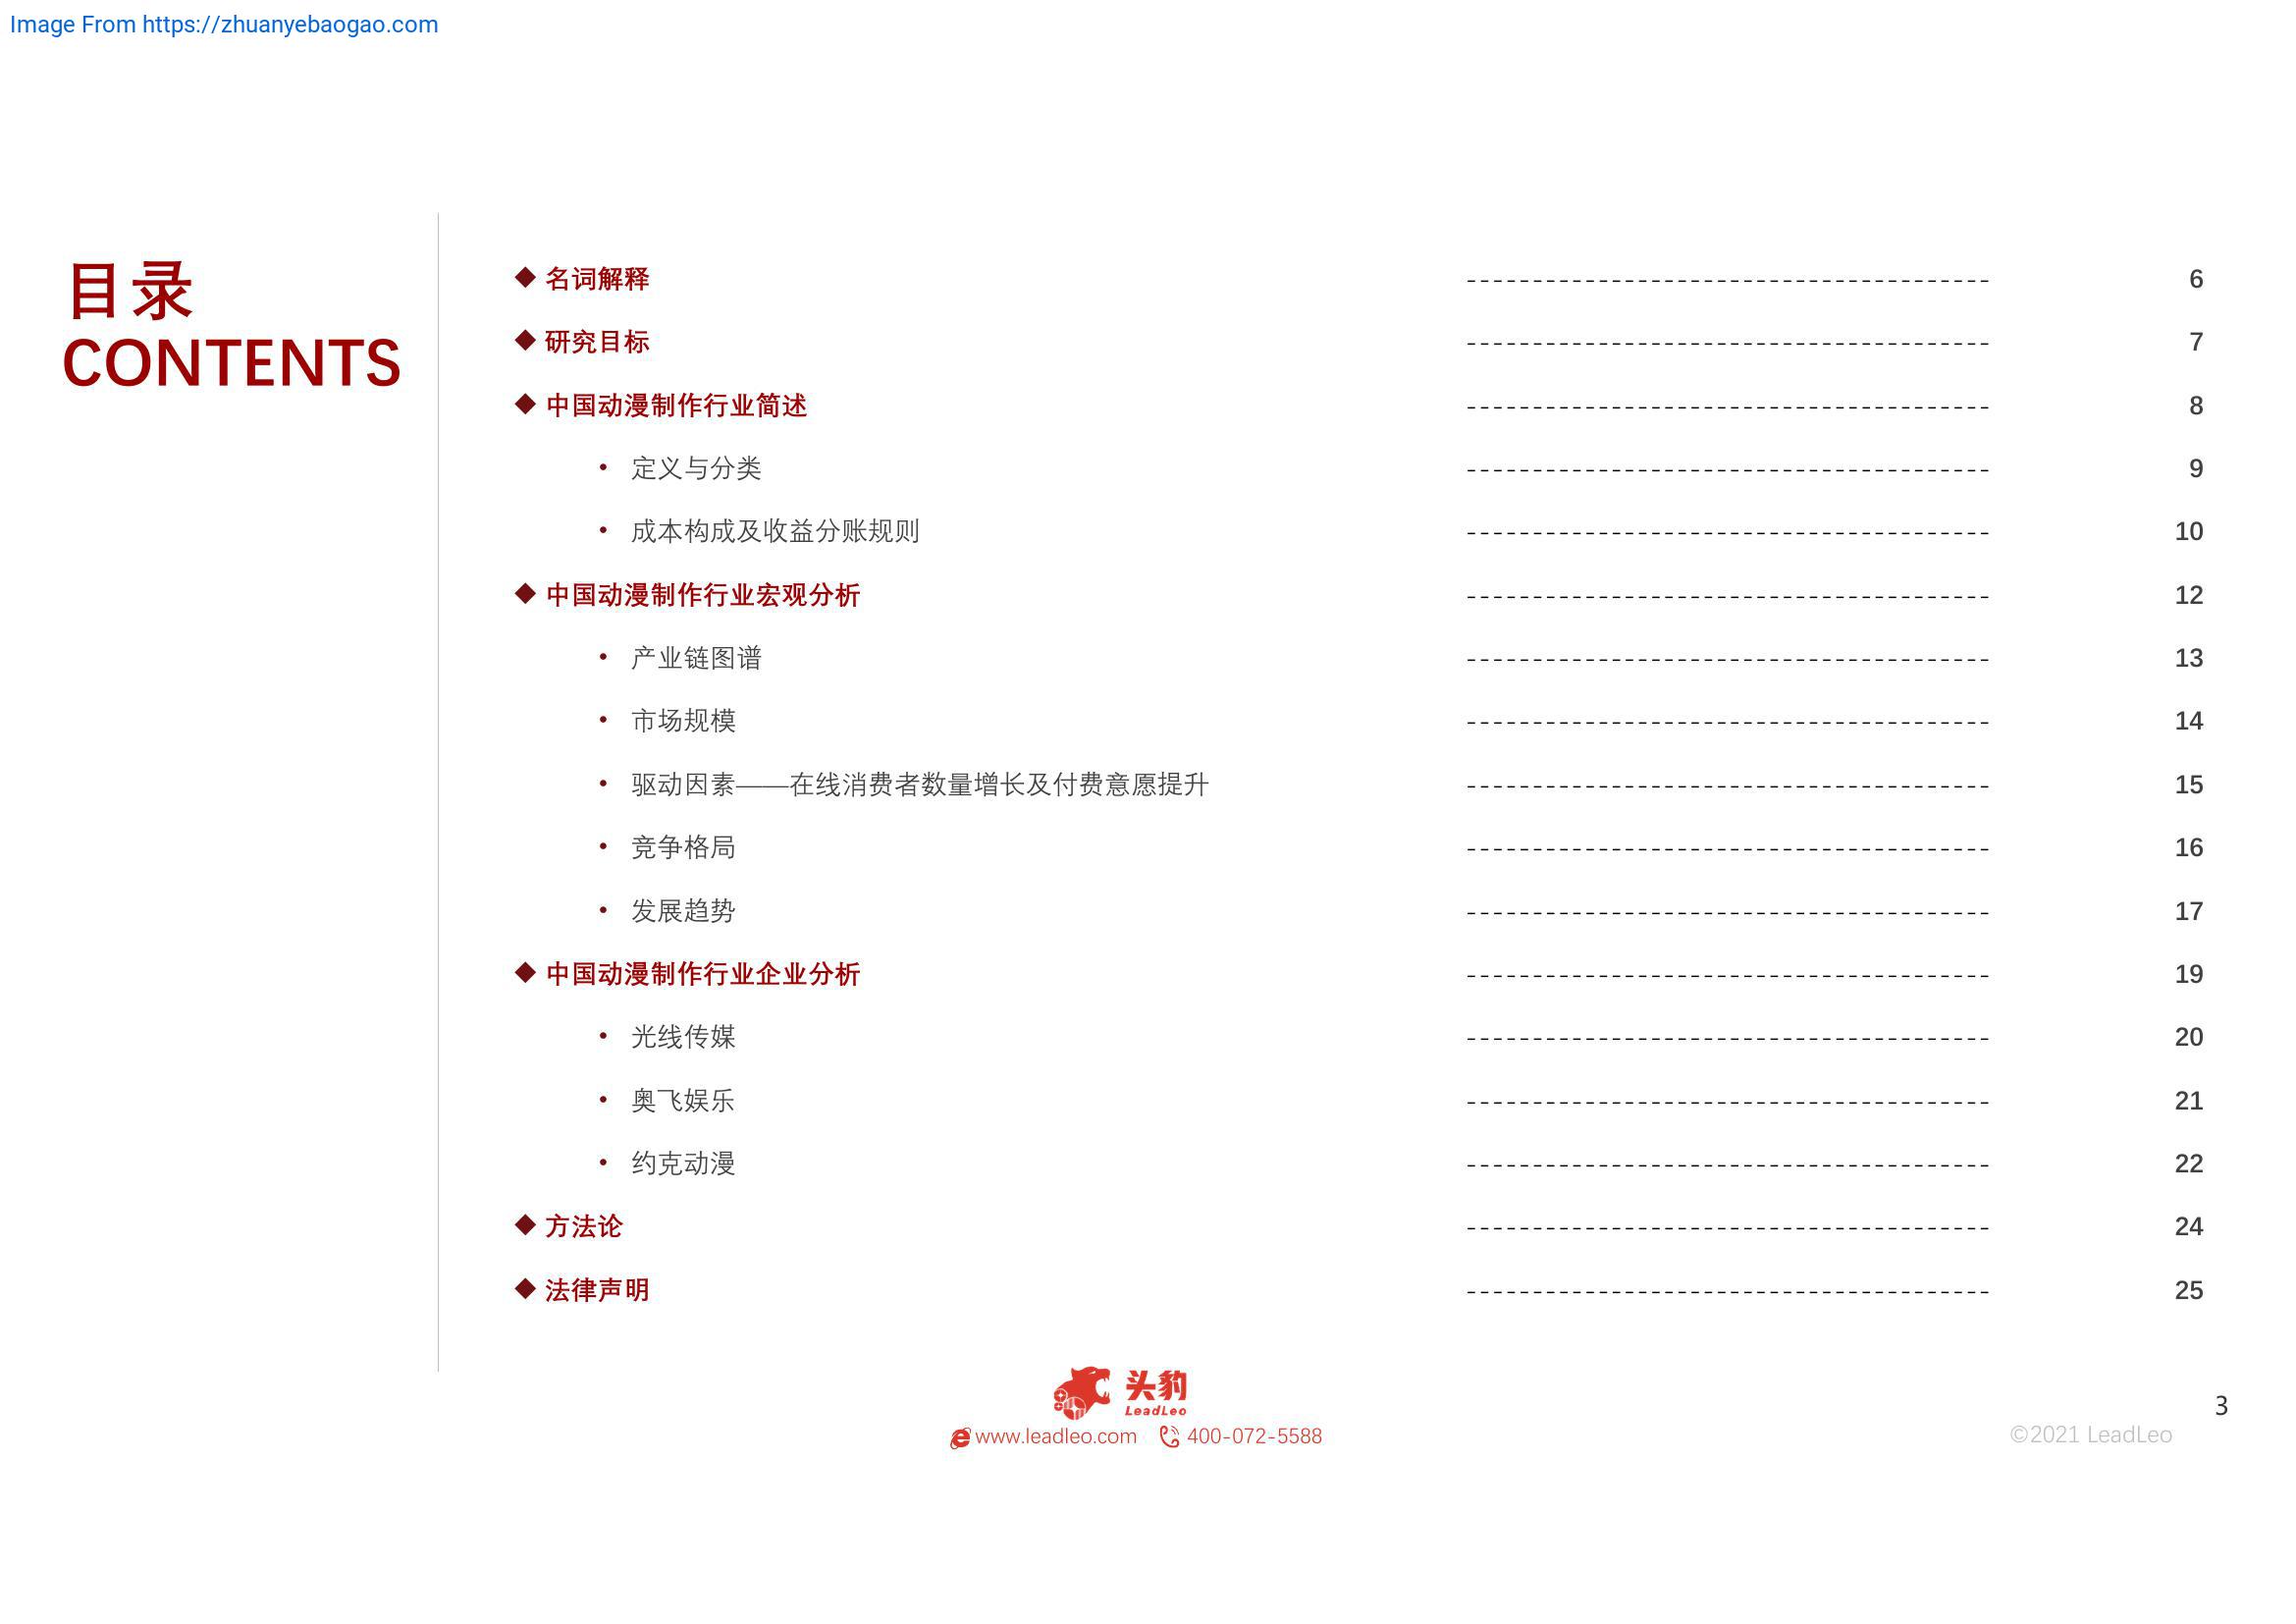 Image From https://zhuanyebaogao.com
目录
CONTENTS
◆ 名词解释 ---------------------------------------- 6
◆ 研究目标 ---------------------------------------- 7
◆ 中国动漫制作行业简述 ---------------------------------------- 8
• 定义与分类 ---------------------------------------- 9
• 成本构成及收益分账规则 ---------------------------------------- 10
◆ 中国动漫制作行业宏观分析 ---------------------------------------- 12
• 产业链图谱 ---------------------------------------- 13
• 市场规模 ---------------------------------------- 14
• 驱动因素——在线消费者数量增长及付费意愿提升 ---------------------------------------- 15
• 竞争格局 ---------------------------------------- 16
• 发展趋势 ---------------------------------------- 17
◆ 中国动漫制作行业企业分析 ---------------------------------------- 19
• 光线传媒 ---------------------------------------- 20
• 奥飞娱乐 ---------------------------------------- 21
• 约克动漫 ---------------------------------------- 22
◆ 方法论 ---------------------------------------- 24
◆ 法律声明 ---------------------------------------- 25
头豹
LeadLeo
www.leadleo.com 400-072-5588
3
©2021 LeadLeo